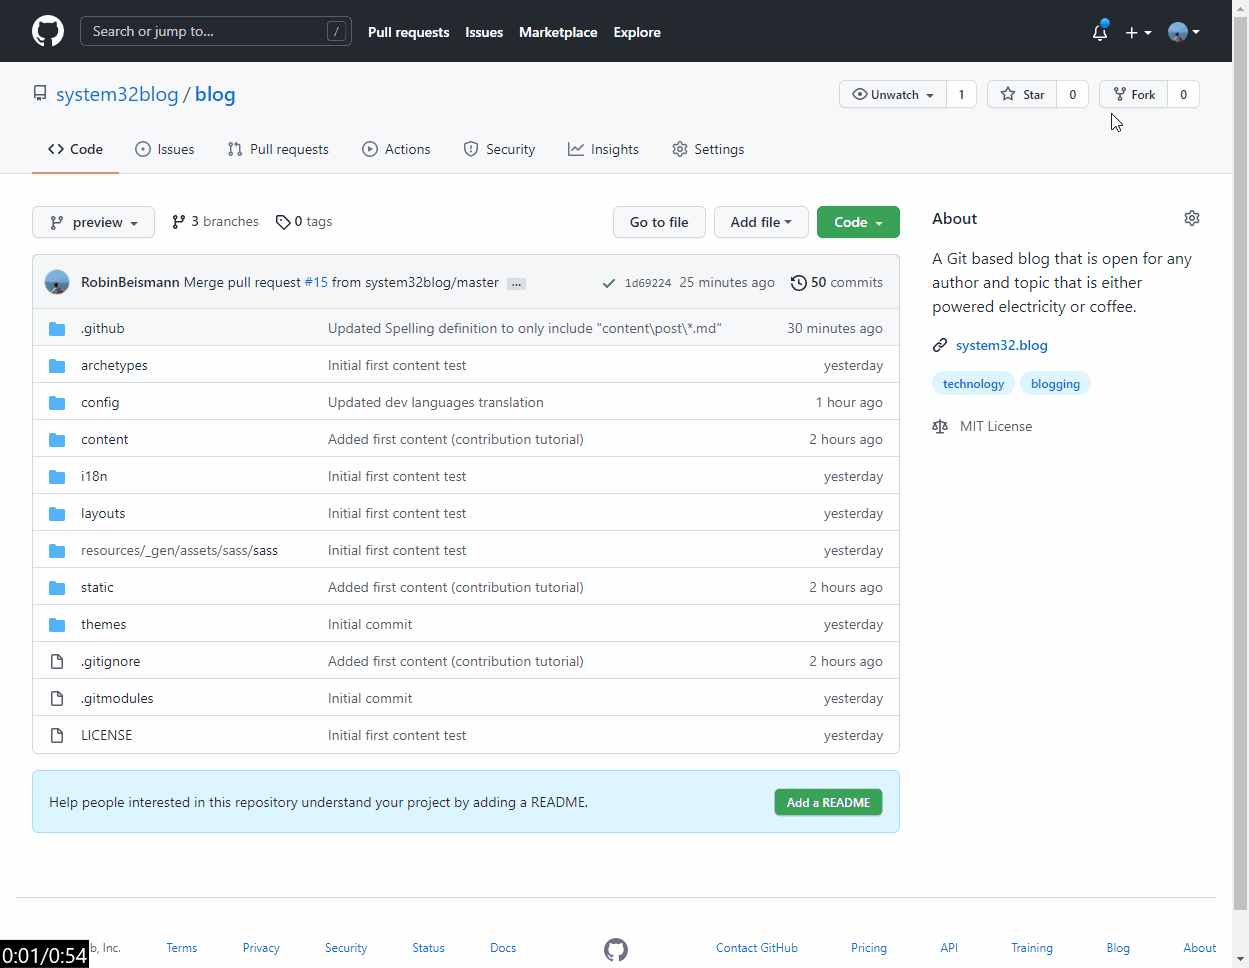 Search or jump to... /
Pull requests Issues Marketplace Explore
system32blog / blog
Unwatch 1 Star 0 Fork 0
Code Issues Pull requests Actions Security Insights Settings
preview 3 branches 0 tags
Go to file Add file Code
RobinBeismann Merge pull request #15 from system32blog/master ... 1d69224 25 minutes ago 50 commits
.github Updated Spelling definition to only include "content\post\*.md" 30 minutes ago
archetypes Initial first content test yesterday
config Updated dev languages translation 1 hour ago
content Added first content (contribution tutorial) 2 hours ago
i18n Initial first content test yesterday
layouts Initial first content test yesterday
resources/_gen/assets/sass/sass Initial first content test yesterday
static Added first content (contribution tutorial) 2 hours ago
themes Initial commit yesterday
.gitignore Added first content (contribution tutorial) 2 hours ago
.gitmodules Initial commit yesterday
LICENSE Initial first content test yesterday
Help people interested in this repository understand your project by adding a README. Add a README
About
A Git based blog that is open for any
author and topic that is either
powered electricity or coffee.
system32.blog
technology blogging
MIT License
b, Inc. Terms Privacy Security Status Docs Contact GitHub Pricing API Training Blog About
0:01/0:54